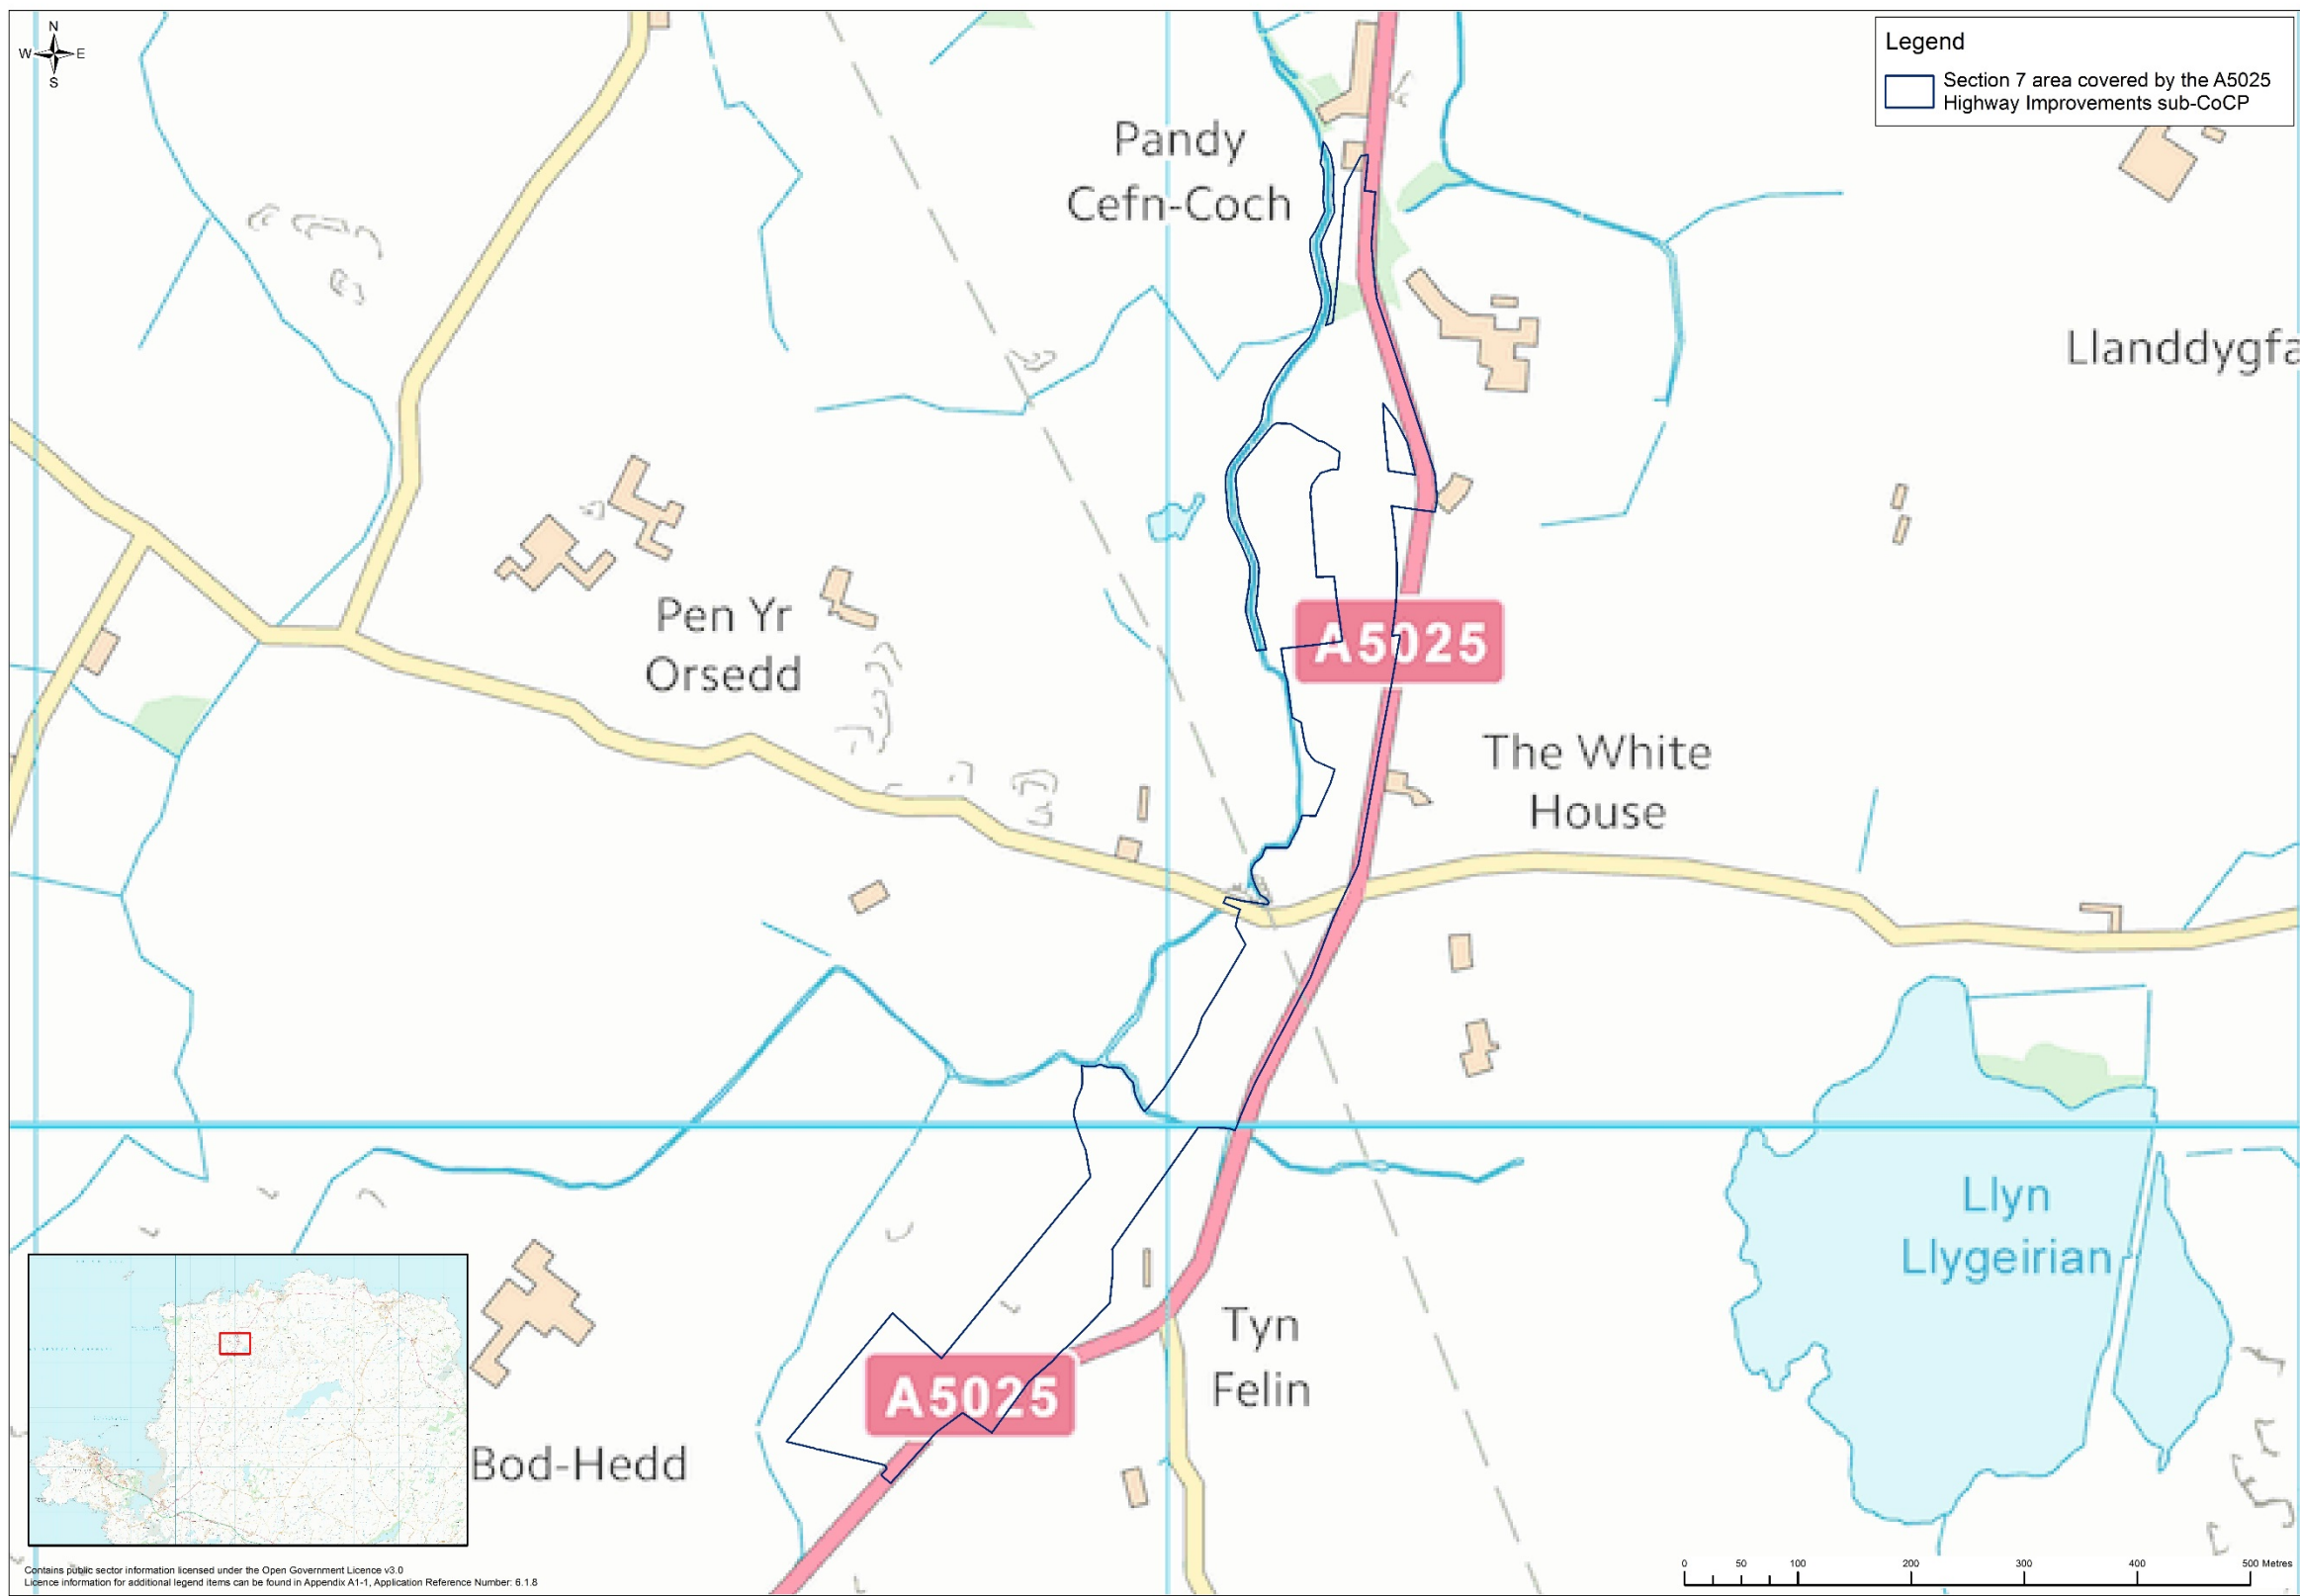 N
W E
S
Legend
Section 7 area covered by the A5025
Highway Improvements sub-CoCP
Pandy
Cefn-Coch
Llanddygfa
Pen Yr
Orsedd
A5025
The White
House
Llyn
Llygeirian
Tyn
Felin
A5025
Bod-Hedd
0 50 100 200 300 400 500 Metres
Contains public sector information licensed under the Open Government Licence v3.0
Licence information for additional legend items can be found in Appendix A1-1, Application Reference Number: 6.1.8